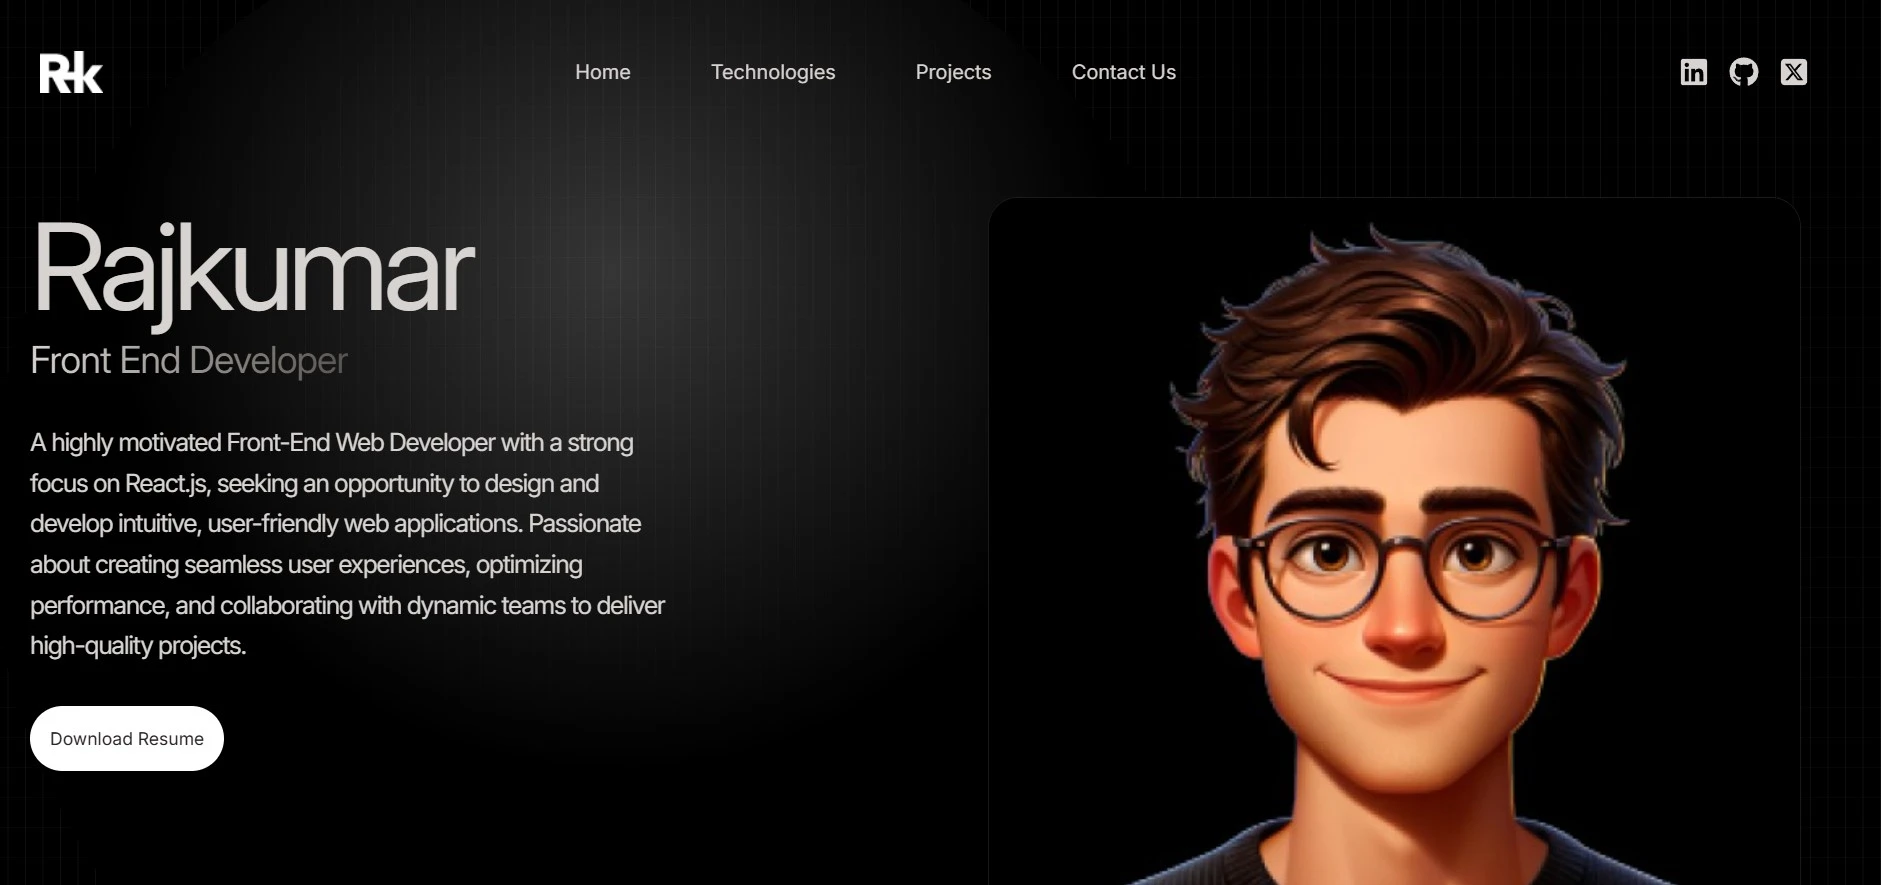 Rk
Home Technologies Projects Contact Us
Rajkumar
Front End Developer
A highly motivated Front-End Web Developer with a strong
focus on React.js, seeking an opportunity to design and
develop intuitive, user-friendly web applications. Passionate
about creating seamless user experiences, optimizing
performance, and collaborating with dynamic teams to deliver
high-quality projects.
Download Resume